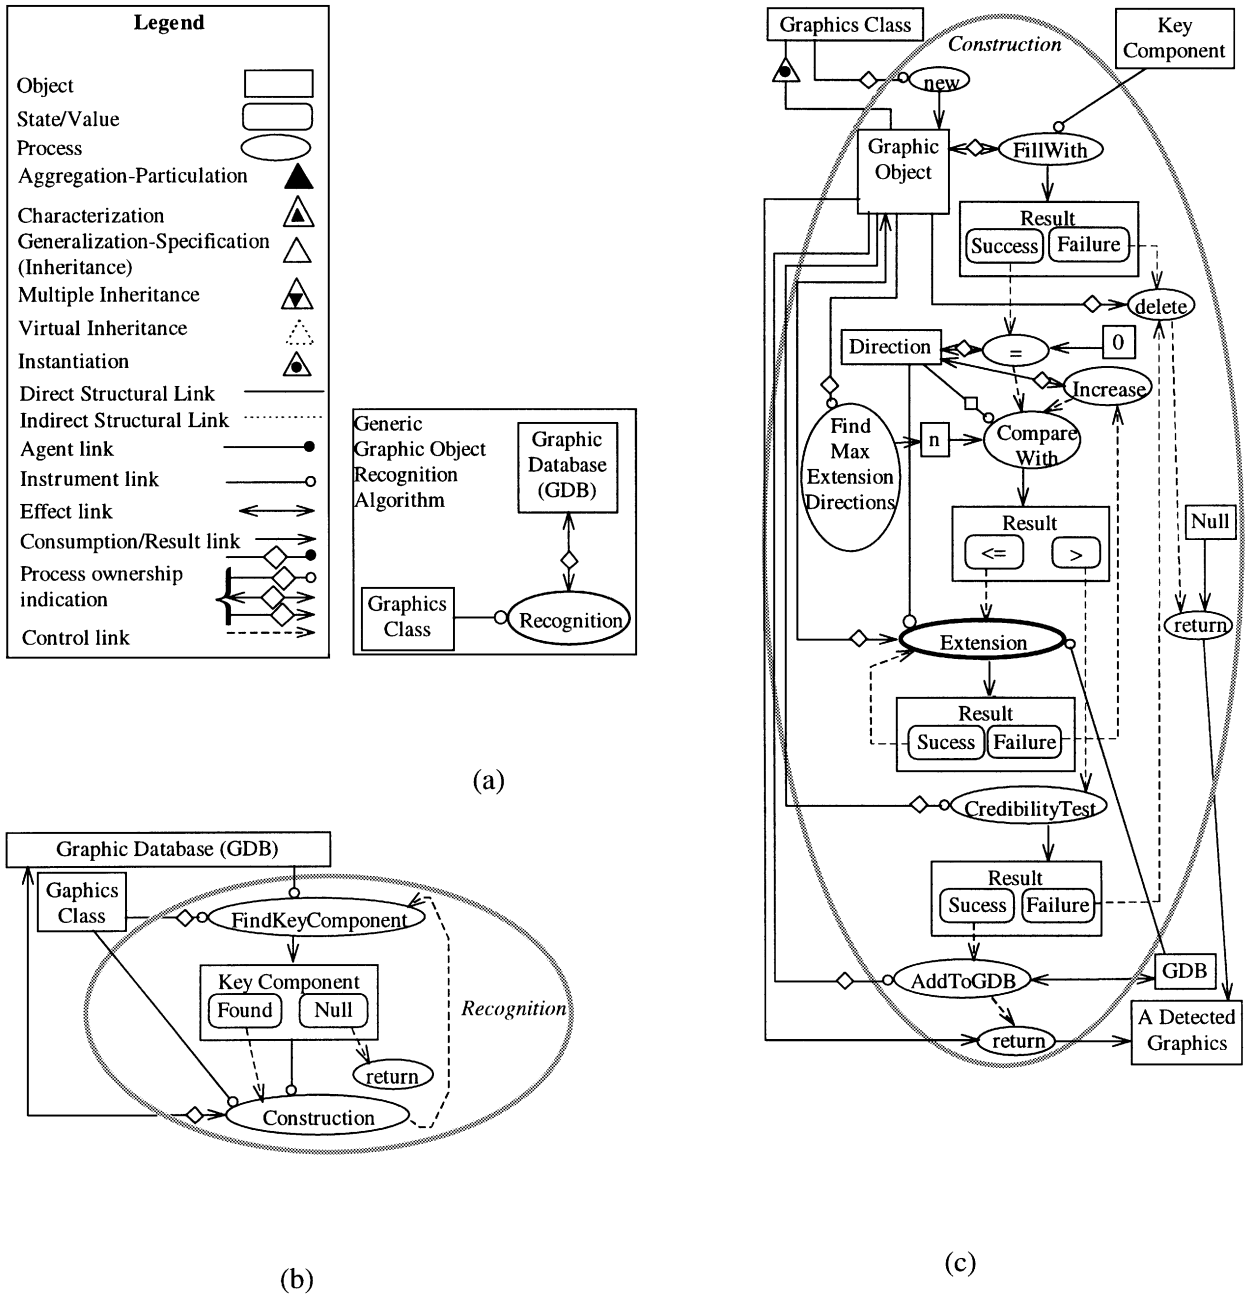 Legend
Object
State/Value
Process
Aggregation-Particulation
Characterization
Generalization-Specification
(Inheritance)
Multiple Inheritance
Virtual Inheritance
Instantiation
Direct Structural Link
Indirect Structural Link
Agent link
Instrument link
Effect link
Consumption/Result link
Process ownership
indication
Control link
Generic
Graphic Object
Recognition
Algorithm
Graphic
Database
(GDB)
Graphics
Class
Recognition
(a)
Graphic Database (GDB)
Gaphics
Class
FindKeyComponent
Key Component
Found
Null
Recognition
return
Construction
(b)
Graphics Class
Construction
Key
Component
new
Graphic
Object
FillWith
Result
Success
Failure
delete
Direction
=
0
Increase
Find
Max
Extension
Directions
n
Compare
With
Result
<=
>
Null
return
Extension
Result
Sucess
Failure
CredibilityTest
Result
Sucess
Failure
AddToGDB
GDB
return
A Detected
Graphics
(c)